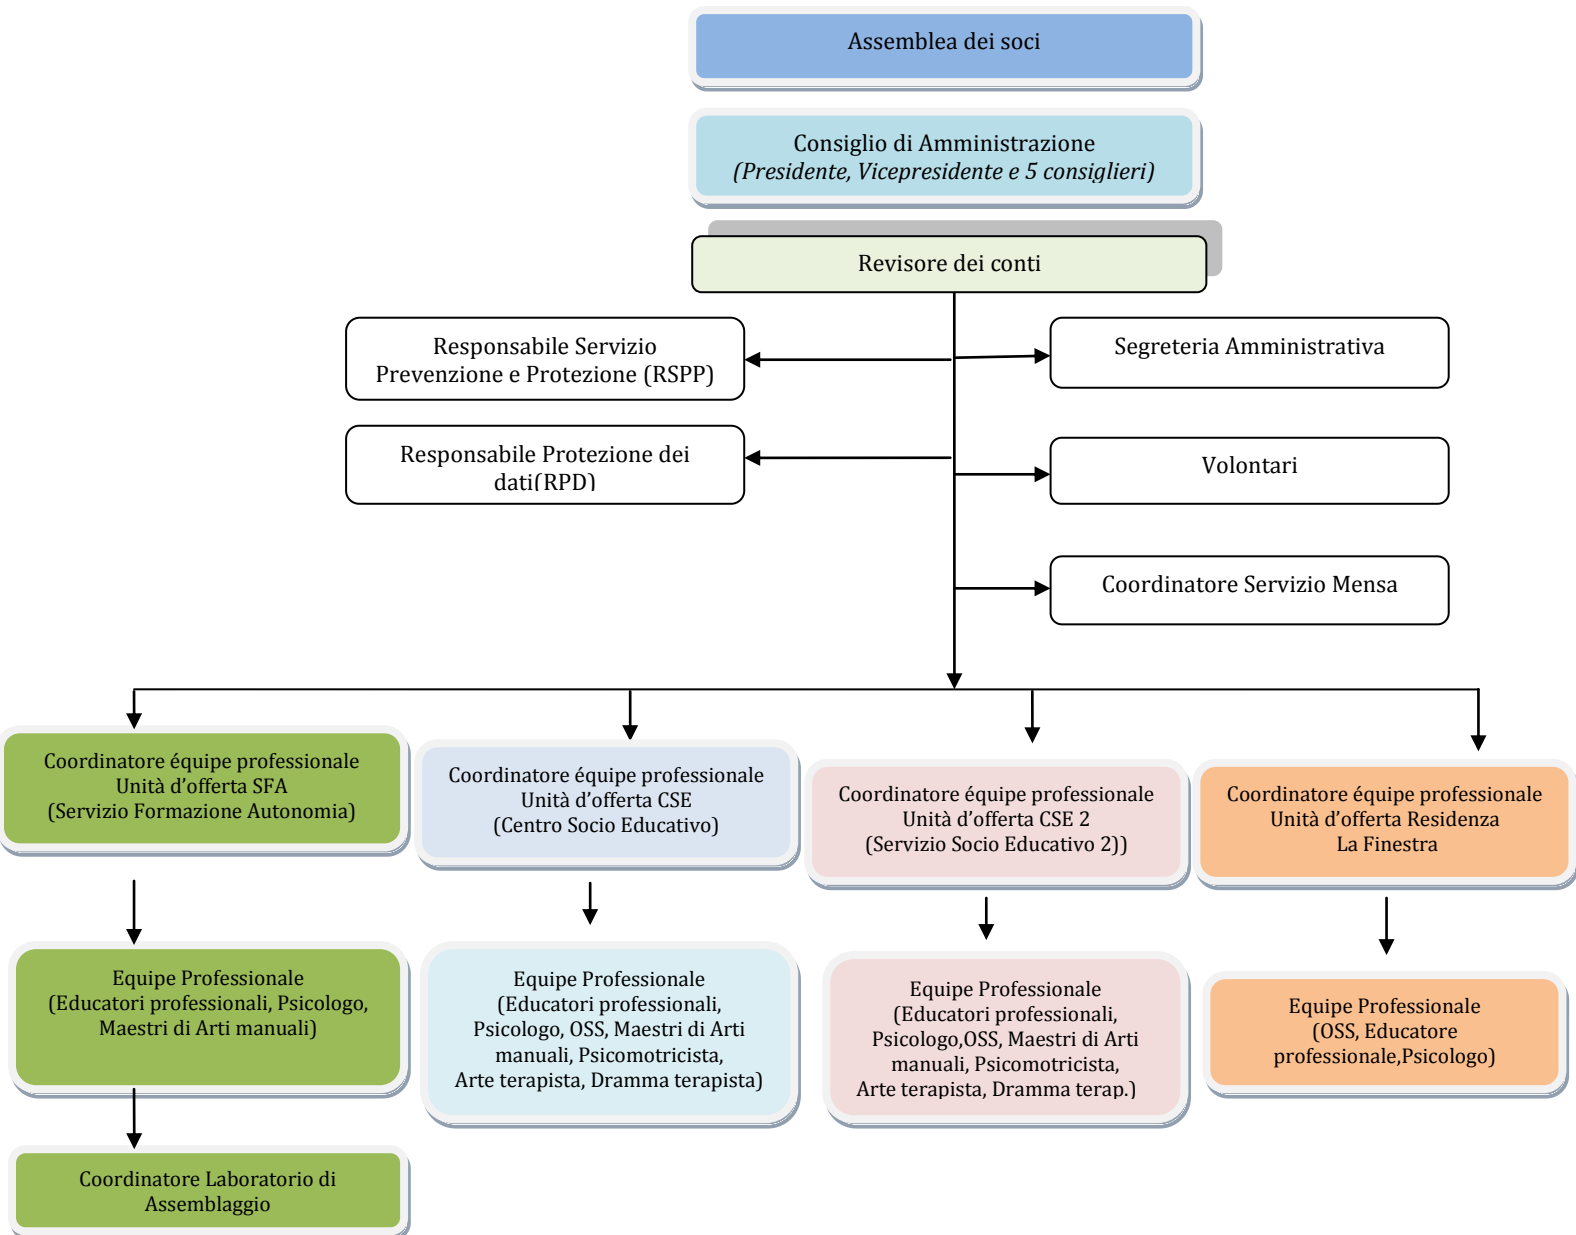 Assemblea dei soci
Consiglio di Amministrazione
(Presidente, Vicepresidente e 5 consiglieri)
Revisore dei conti
Responsabile Servizio
Prevenzione e Protezione (RSPP)
Segreteria Amministrativa
Responsabile Protezione dei
dati(RPD)
Volontari
Coordinatore Servizio Mensa
Coordinatore équipe professionale
Unità d’offerta SFA
(Servizio Formazione Autonomia)
Coordinatore équipe professionale
Unità d’offerta CSE
(Centro Socio Educativo)
Coordinatore équipe professionale
Unità d’offerta CSE 2
(Servizio Socio Educativo 2))
Coordinatore équipe professionale
Unità d’offerta Residenza
La Finestra
Equipe Professionale
(Educatori professionali, Psicologo,
Maestri di Arti manuali)
Equipe Professionale
(Educatori professionali,
Psicologo, OSS, Maestri di Arti
manuali, Psicomotricista,
Arte terapista, Dramma terapista)
Equipe Professionale
(Educatori professionali,
Psicologo,OSS, Maestri di Arti
manuali, Psicomotricista,
Arte terapista, Dramma terap.)
Equipe Professionale
(OSS, Educatore
professionale,Psicologo)
Coordinatore Laboratorio di
Assemblaggio